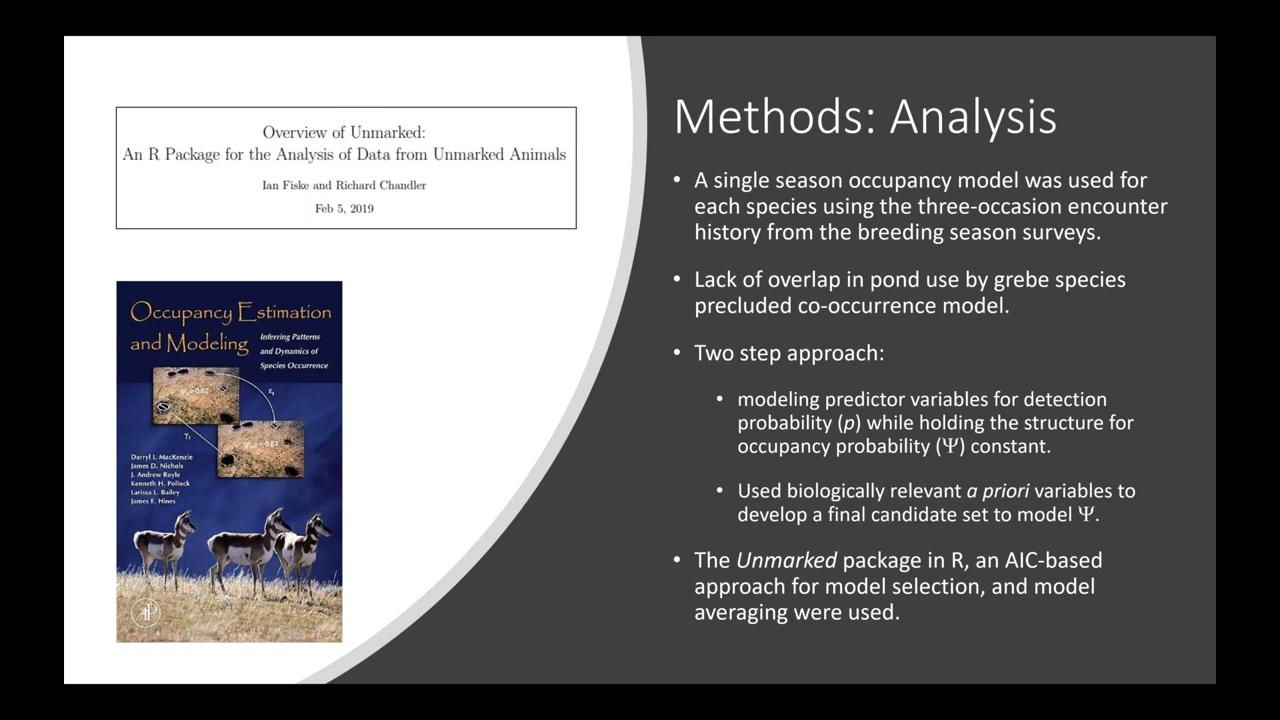 Overview of Unmarked:
An R Package for the Analysis of Data from Unmarked Animals
Ian Fiske and Richard Chandler
Feb 5, 2019
Occupancy Estimation
and Modeling
Inferring Patterns
and Dynamics of
Species Occurrence
Darryl I. MacKenzie
James D. Nichols
J. Andrew Royle
Kenneth H. Pollock
Larissa L. Bailey
James E. Hines
AP
Methods: Analysis
• A single season occupancy model was used for
each species using the three-occasion encounter
history from the breeding season surveys.
• Lack of overlap in pond use by grebe species
precluded co-occurrence model.
• Two step approach:
• modeling predictor variables for detection
probability (p) while holding the structure for
occupancy probability (Ψ) constant.
• Used biologically relevant a priori variables to
develop a final candidate set to model Ψ.
• The Unmarked package in R, an AIC-based
approach for model selection, and model
averaging were used.